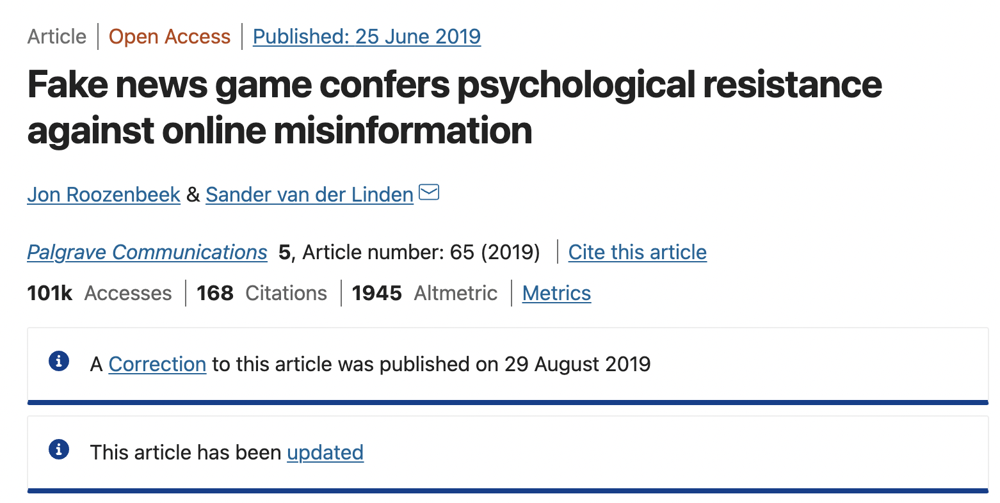 Article | Open Access | Published: 25 June 2019
Fake news game confers psychological resistance
against online misinformation
Jon Roozenbeek & Sander van der Linden
Palgrave Communications 5, Article number: 65 (2019) | Cite this article
101k Accesses | 168 Citations | 1945 Altmetric | Metrics
A Correction to this article was published on 29 August 2019
This article has been updated